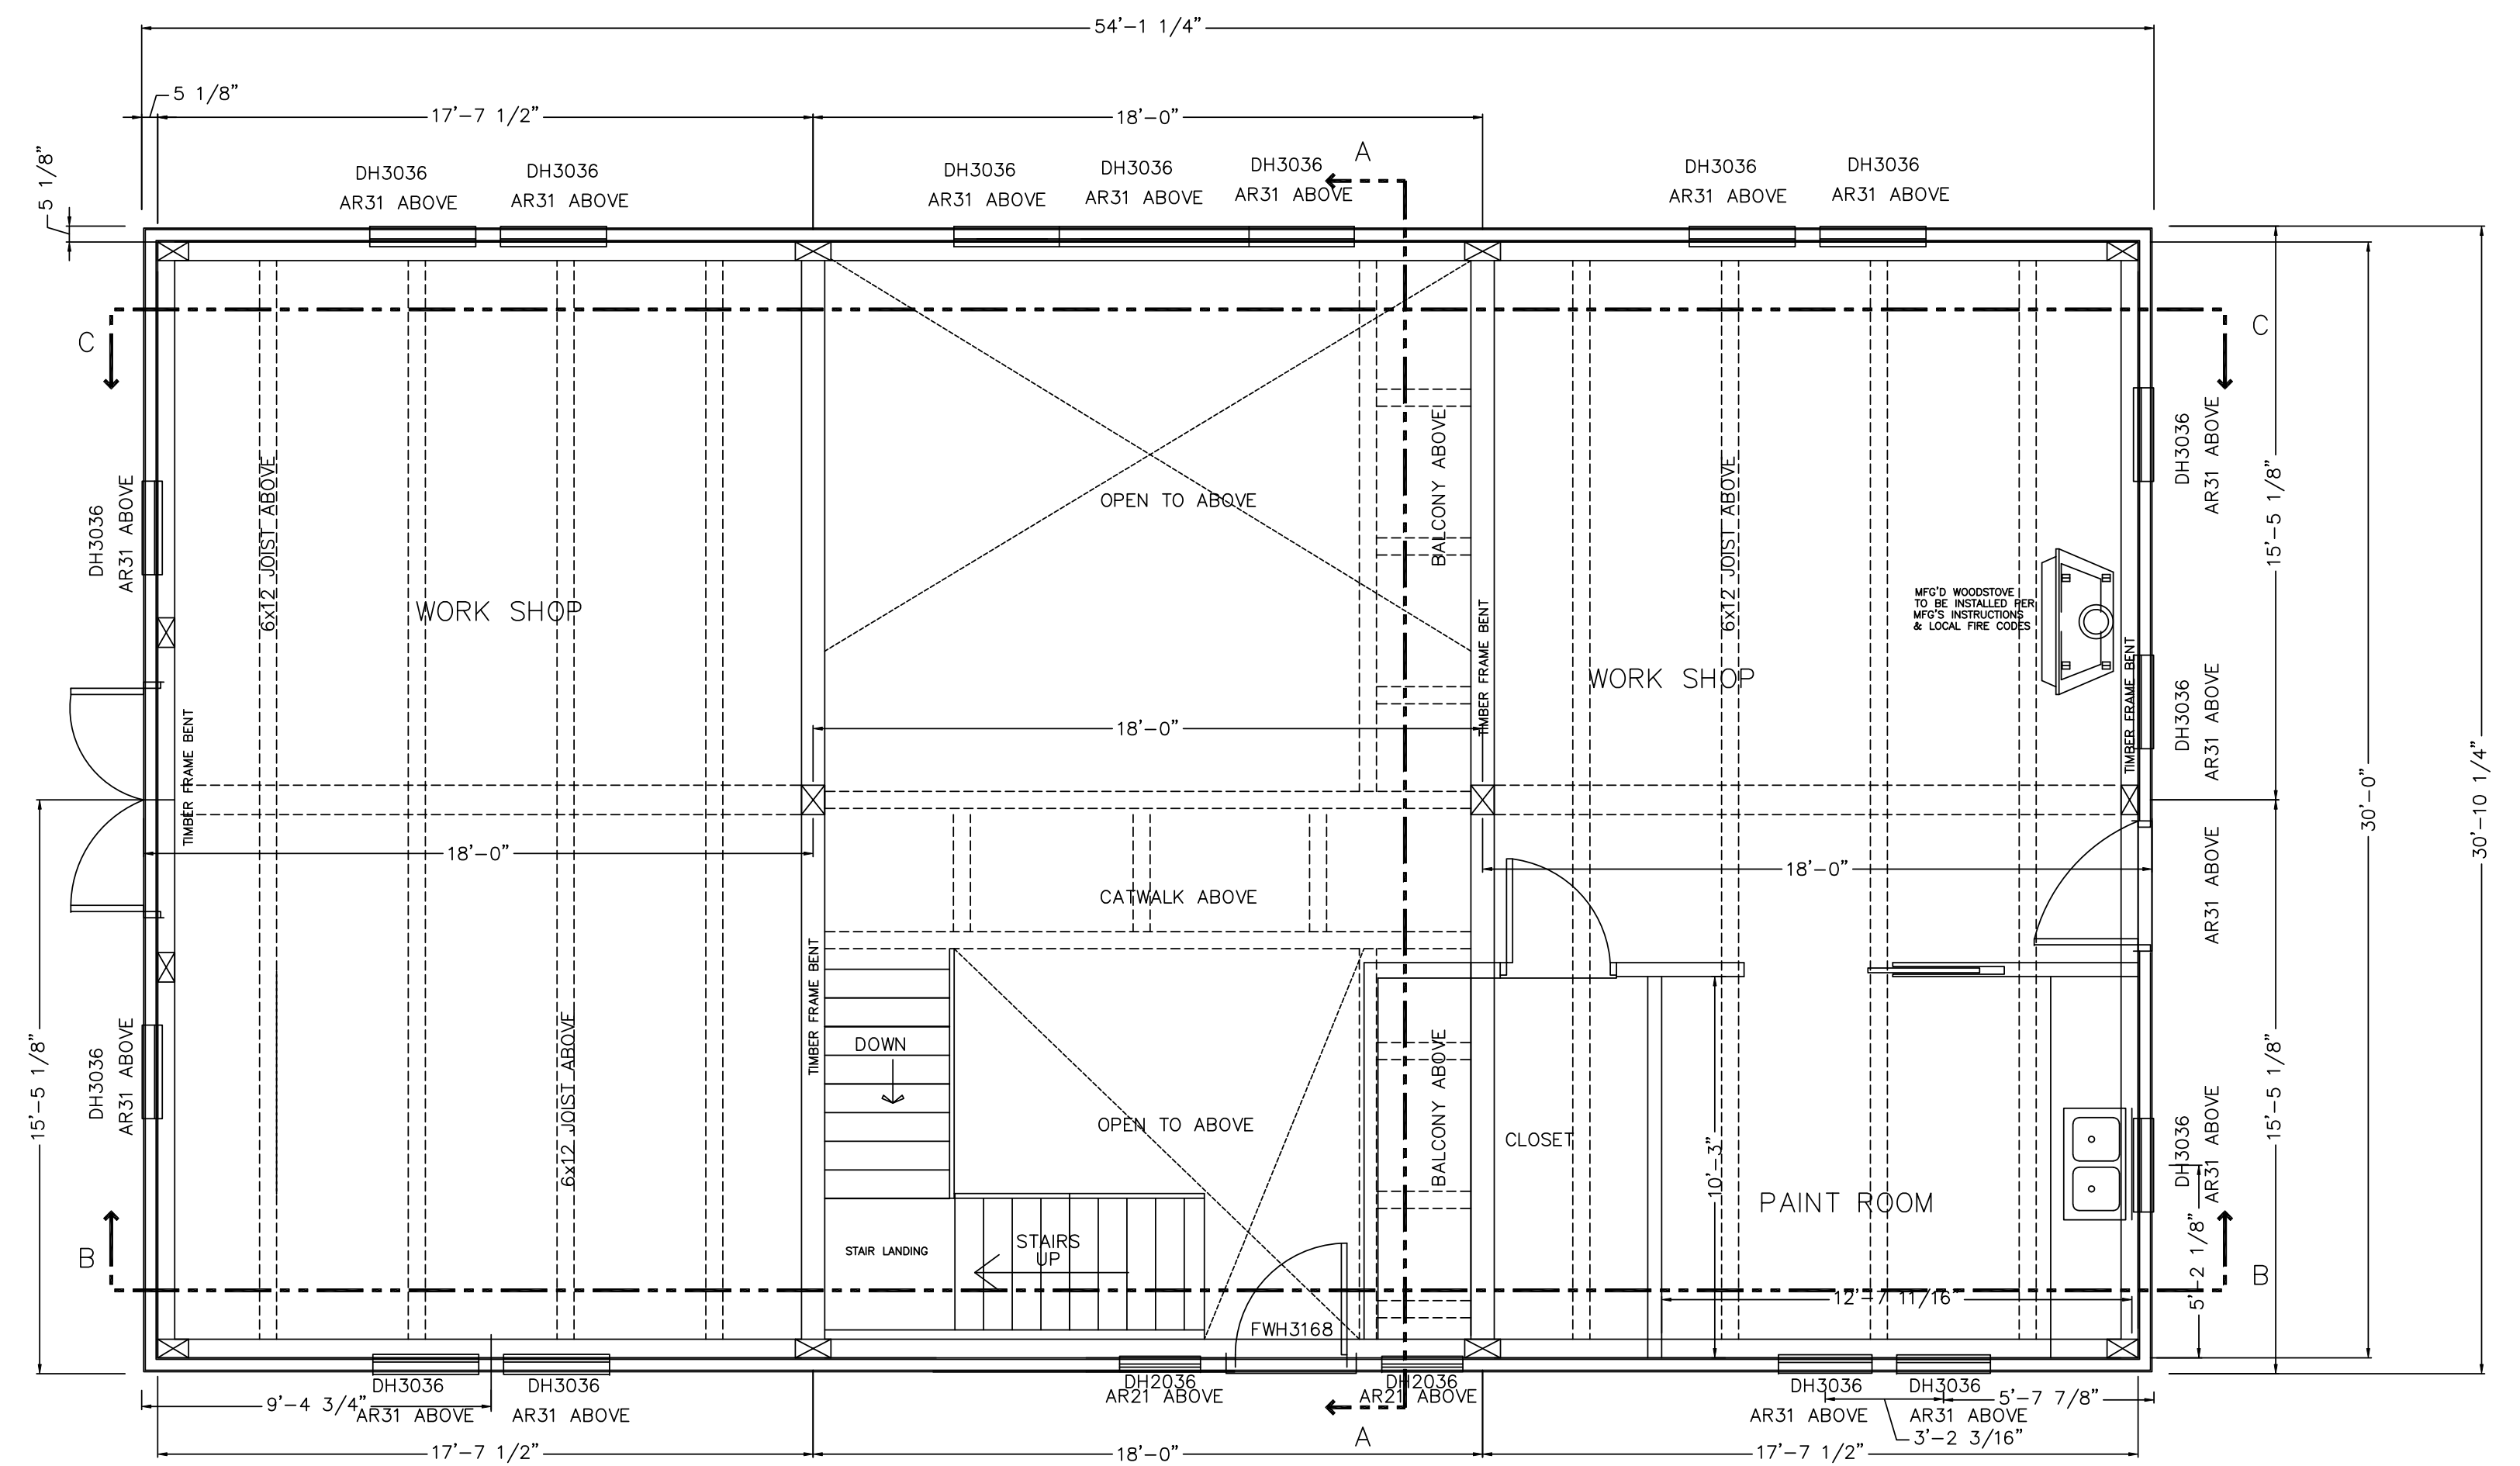 54'-1 1/4"
5 1/8"
17'-7 1/2"
18'-0"
5 1/8"
A
DH3036
AR31 ABOVE
DH3036
AR31 ABOVE
DH3036
AR31 ABOVE
DH3036
AR31 ABOVE
DH3036
AR31 ABOVE
DH3036
AR31 ABOVE
DH3036
AR31 ABOVE
C
C
DH3036
AR31 ABOVE
6x12 JOIST ABOVE
WORK SHOP
TIMBER FRAME BENT
OPEN TO ABOVE
BALCONY ABOVE
18'-0"
TIMBER FRAME BENT
6x12 JOIST ABOVE
WORK SHOP
MFG'D WOODSTOVE
TO BE INSTALLED PER
MFG'S INSTRUCTIONS
& LOCAL FIRE CODES
TIMBER FRAME BENT
DH3036
AR31 ABOVE
DH3036
AR31 ABOVE
15'-5 1/8"
30'-0"
30'-10 1/4"
18'-0"
CATWALK ABOVE
18'-0"
AR31 ABOVE
15'-5 1/8"
DH3036
AR31 ABOVE
6x12 JOIST ABOVE
TIMBER FRAME BENT
DOWN
OPEN TO ABOVE
BALCONY ABOVE
CLOSET
10'-3"
PAINT ROOM
DH3036
AR31 ABOVE
15'-5 1/8"
5'-2 1/8"
STAIR LANDING
STAIRS
UP
B
B
12'-7 11/16"
FWH3168
DH3036
AR31 ABOVE
DH3036
AR31 ABOVE
DH2036
AR21 ABOVE
DH2036
AR21 ABOVE
DH3036
AR31 ABOVE
DH3036
AR31 ABOVE
9'-4 3/4"
5'-7 7/8"
3'-2 3/16"
A
17'-7 1/2"
18'-0"
17'-7 1/2"